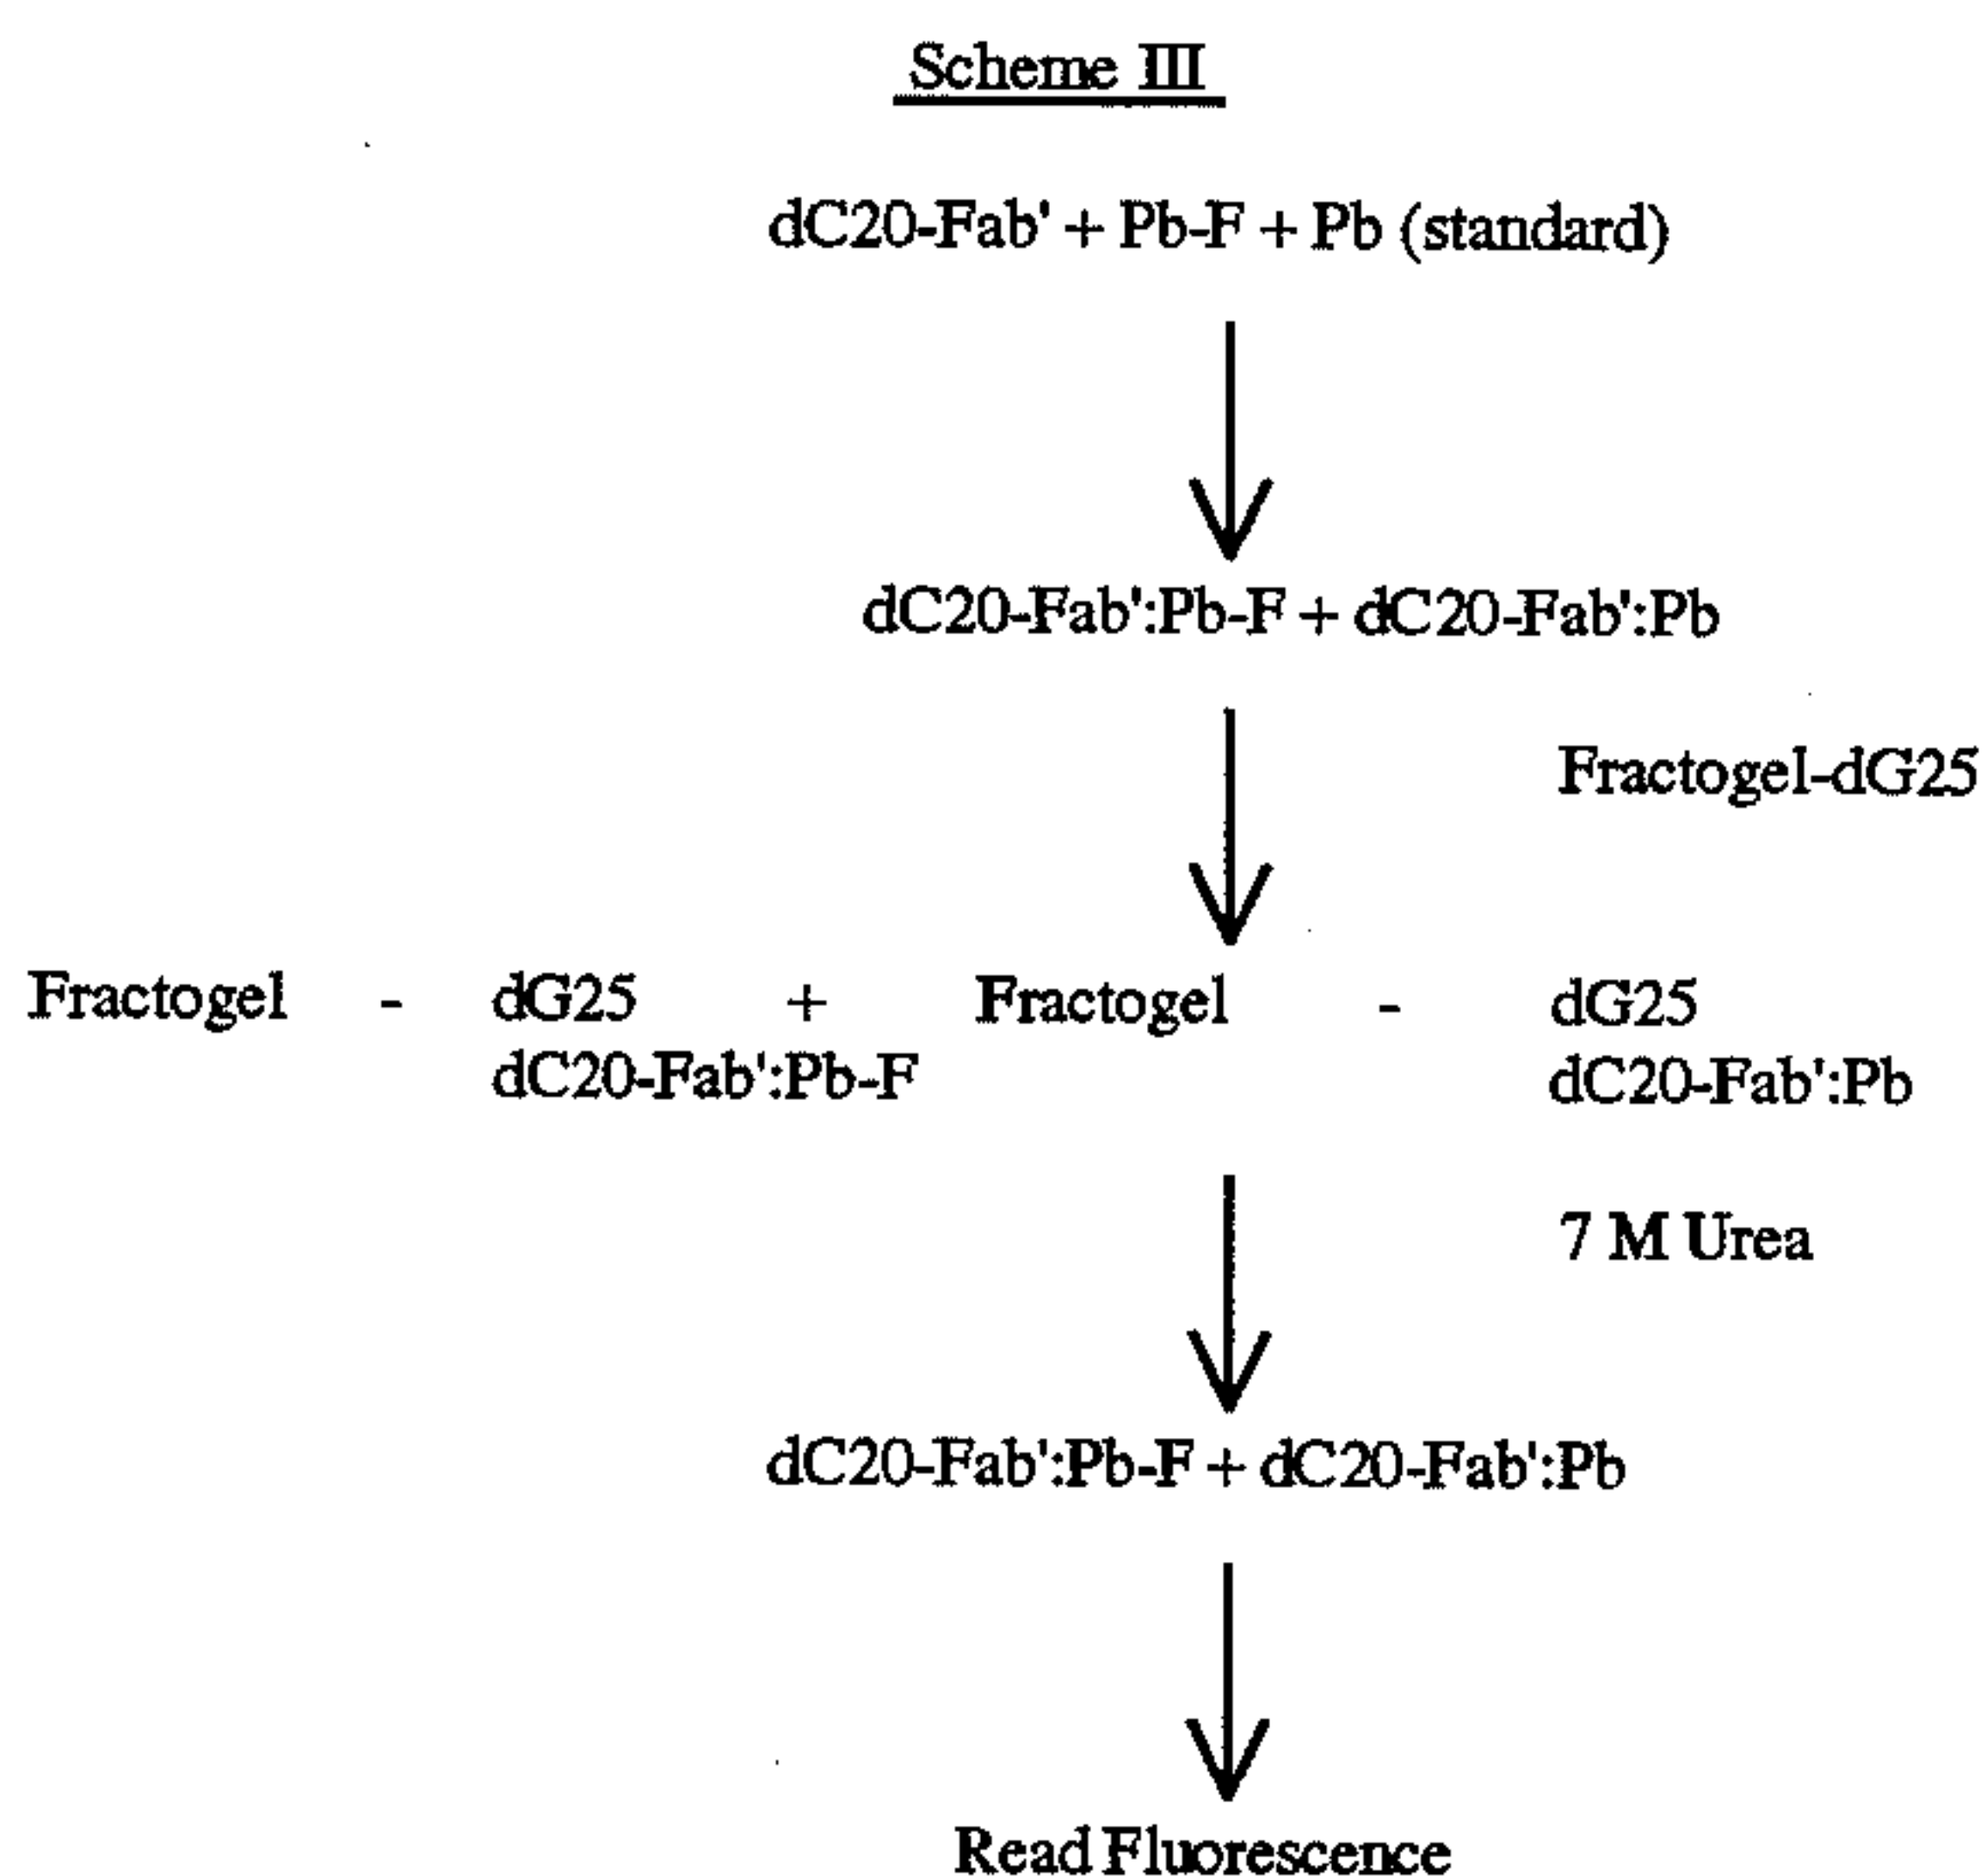 Scheme III
dC20-Fab' + Pb-F + Pb (standard)
dC20-Fab':Pb-F + dC20-Fab':Pb
Fractogel-dG25
Fractogel - dG25 + Fractogel - dG25
dC20-Fab':Pb-F dC20-Fab':Pb
7 M Urea
dC20-Fab':Pb-F + dC20-Fab':Pb
Read Fluorescence